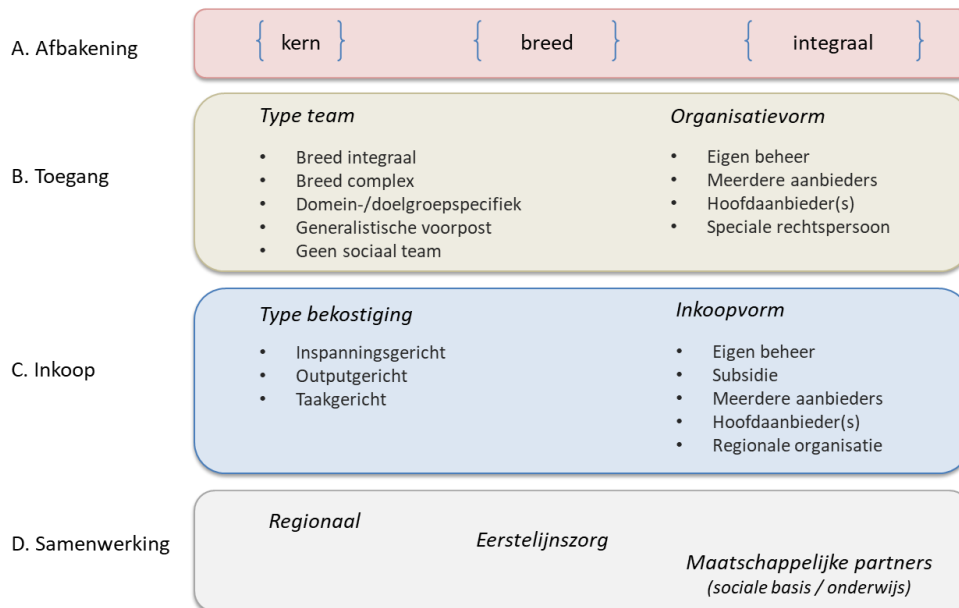 A. Afbakening
{ kern }
{ breed }
{ integraal }
B. Toegang
Type team
• Breed integraal
• Breed complex
• Domein-/doelgroepspecifiek
• Generalistische voorpost
• Geen sociaal team
Organisatievorm
• Eigen beheer
• Meerdere aanbieders
• Hoofdaanbieder(s)
• Speciale rechtspersoon
C. Inkoop
Type bekostiging
• Inspanningsgericht
• Outputgericht
• Taakgericht
Inkoopvorm
• Eigen beheer
• Subsidie
• Meerdere aanbieders
• Hoofdaanbieder(s)
• Regionale organisatie
D. Samenwerking
Regionaal
Eerstelijnszorg
Maatschappelijke partners
(sociale basis / onderwijs)